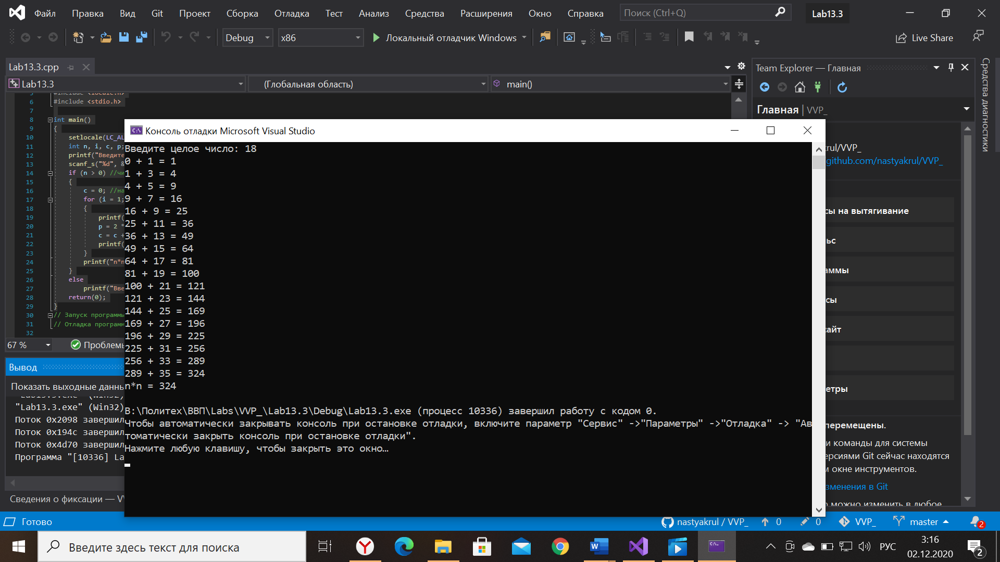 Файл Правка Вид Git Проект Сборка Отладка Тест Анализ Средства Расширения Окно Справка Поиск (Ctrl+Q) Lab13.3
Debug x86 Локальный отладчик Windows Live Share
Lab13.3.cpp
Lab13.3 (Глобальная область) main()
6 #include <stdio.h>
7
8 int main()
9 {
10 setlocale(LC_AL
11 int n, i, c, p;
12 printf("Введите
13 scanf_s("%d", &
14 if (n > 0) //чи
15 {
16 c = 0; //на
17 for (i = 1;
18 {
19 printf(
20 p = 2 *
21 c = c +
22 printf(
23 }
24 printf("n*n
25 }
26 else
27 printf("Вве
28 return(0);
29 }
30 // Запуск программы
31 // Отладка программ
32
67 % Проблемы
Вывод
Показать выходные данны
"Lab13.3.exe" (Win32)
"Lab13.3.exe" (Win32)
Поток 0x2098 завершил
Поток 0x194c завершил
Поток 0x4d70 завершил
Программа "[10336] La
Сведения о фиксации — VV
Консоль отладки Microsoft Visual Studio
Введите целое число: 18
0 + 1 = 1
1 + 3 = 4
4 + 5 = 9
9 + 7 = 16
16 + 9 = 25
25 + 11 = 36
36 + 13 = 49
49 + 15 = 64
64 + 17 = 81
81 + 19 = 100
100 + 21 = 121
121 + 23 = 144
144 + 25 = 169
169 + 27 = 196
196 + 29 = 225
225 + 31 = 256
256 + 33 = 289
289 + 35 = 324
n*n = 324
B:\Политех\ВВП\Labs\VVP_\Lab13.3\Debug\Lab13.3.exe (процесс 10336) завершил работу с кодом 0.
Чтобы автоматически закрывать консоль при остановке отладки, включите параметр "Сервис" ->"Параметры" ->"Отладка" -> "Ав
томатически закрыть консоль при остановке отладки".
Нажмите любую клавишу, чтобы закрыть это окно…
Team Explorer — Главная
Главная | VVP_
rul/VVP_
github.com/nastyakrul/VVP_
сы на вытягивание
ьс
аммы
сы
сайт
етры
перемещены.
и команды для системы
ерсиями Git сейчас находятся
м окне инструментов.
зменения в Git
о можно изменить в любое
Средства диагностики
Готово nastyakrul / VVP_ 0 0 VVP_ master 2
Введите здесь текст для поиска РУС 3:16
02.12.2020 2